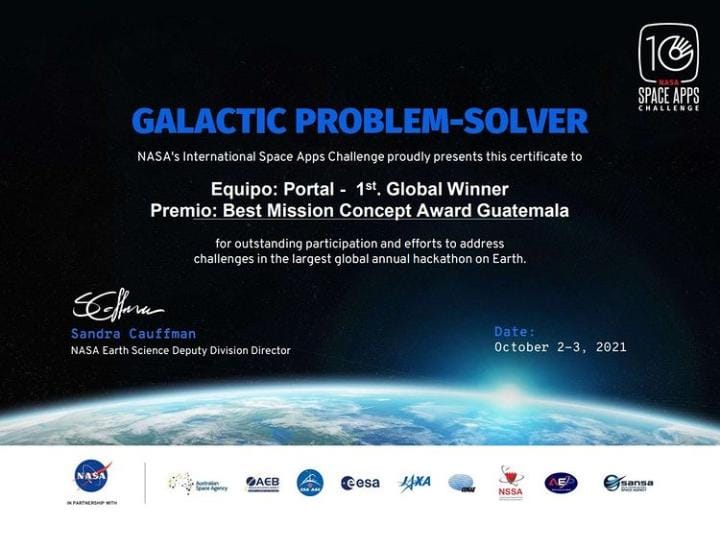 10
NASA
SPACE APPS
CHALLENGE
GALACTIC PROBLEM-SOLVER
NASA's International Space Apps Challenge proudly presents this certificate to
Equipo: Portal - 1st. Global Winner
Premio: Best Mission Concept Award Guatemala
for outstanding participation and efforts to address
challenges in the largest global annual hackathon on Earth.
Sandra Cauffman
NASA Earth Science Deputy Division Director
Date:
October 2-3, 2021
NASA
IN PARTNERSHIP WITH
Australian
Space Agency
AEB
esa
JAXA
NSSA
sansa